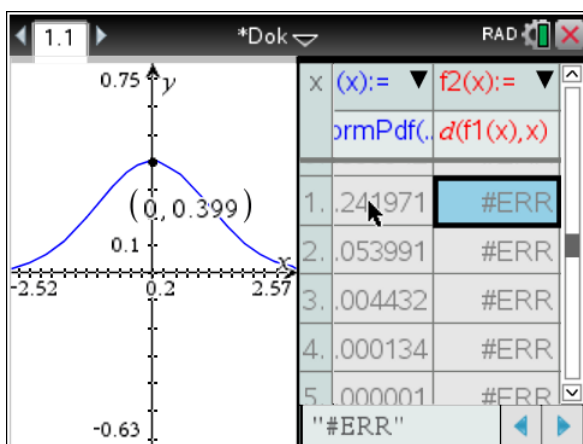 1.1 *Dok RAD
0.75 y
(0,0.399)
0.1
x
-2.52 0.2 2.57
-0.63
x (x):= f2(x):=
ormPdf(.. d(f1(x),x)
1. .241971 #ERR
2. .053991 #ERR
3. .004432 #ERR
4. .000134 #ERR
5. .000001 #ERR
"#ERR"